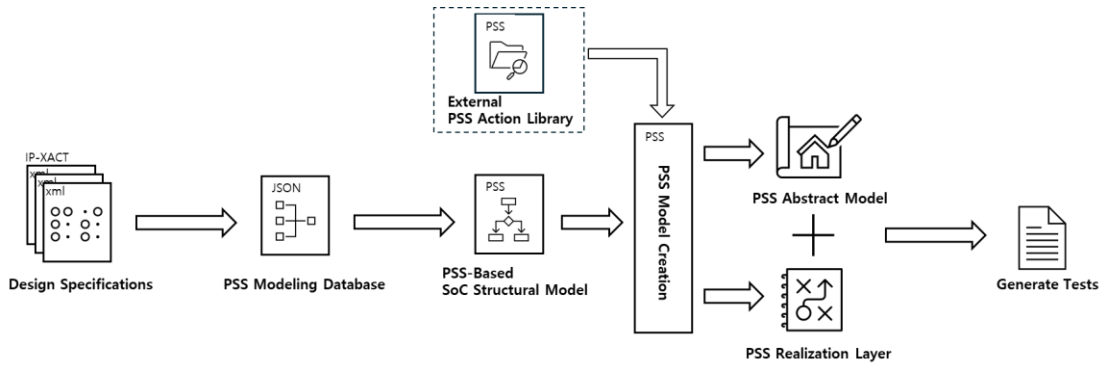 PSS
External
PSS Action Library
IP-XACT
xml
xml
xml
Design Specifications
JSON
PSS Modeling Database
PSS
PSS-Based
SoC Structural Model
PSS
PSS Model Creation
PSS Abstract Model
PSS Realization Layer
Generate Tests